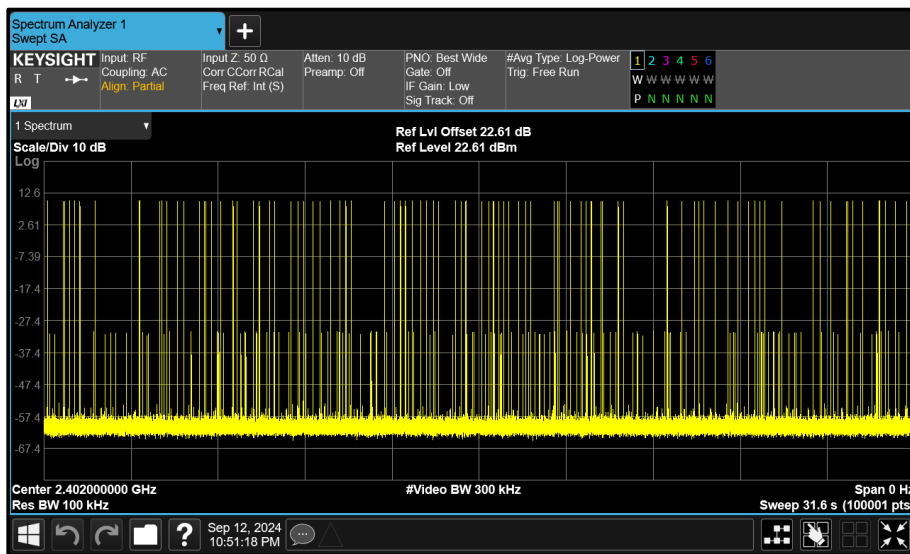 Spectrum Analyzer 1
Swept SA
KEYSIGHT
R T
LXI
Input: RF
Coupling: AC
Align: Partial
Input Z: 50 Ω
Corr CCorr RCal
Freq Ref: Int (S)
Atten: 10 dB
Preamp: Off
PNO: Best Wide
Gate: Off
IF Gain: Low
Sig Track: Off
#Avg Type: Log-Power
Trig: Free Run
1 2 3 4 5 6
W W W W W W
P N N N N N
1 Spectrum
Scale/Div 10 dB
Ref Lvl Offset 22.61 dB
Ref Level 22.61 dBm
Log
12.6
2.61
-7.39
-17.4
-27.4
-37.4
-47.4
-57.4
-67.4
Center 2.402000000 GHz
#Video BW 300 kHz
Span 0 Hz
Res BW 100 kHz
Sweep 31.6 s (100001 pts
? Sep 12, 2024
10:51:18 PM